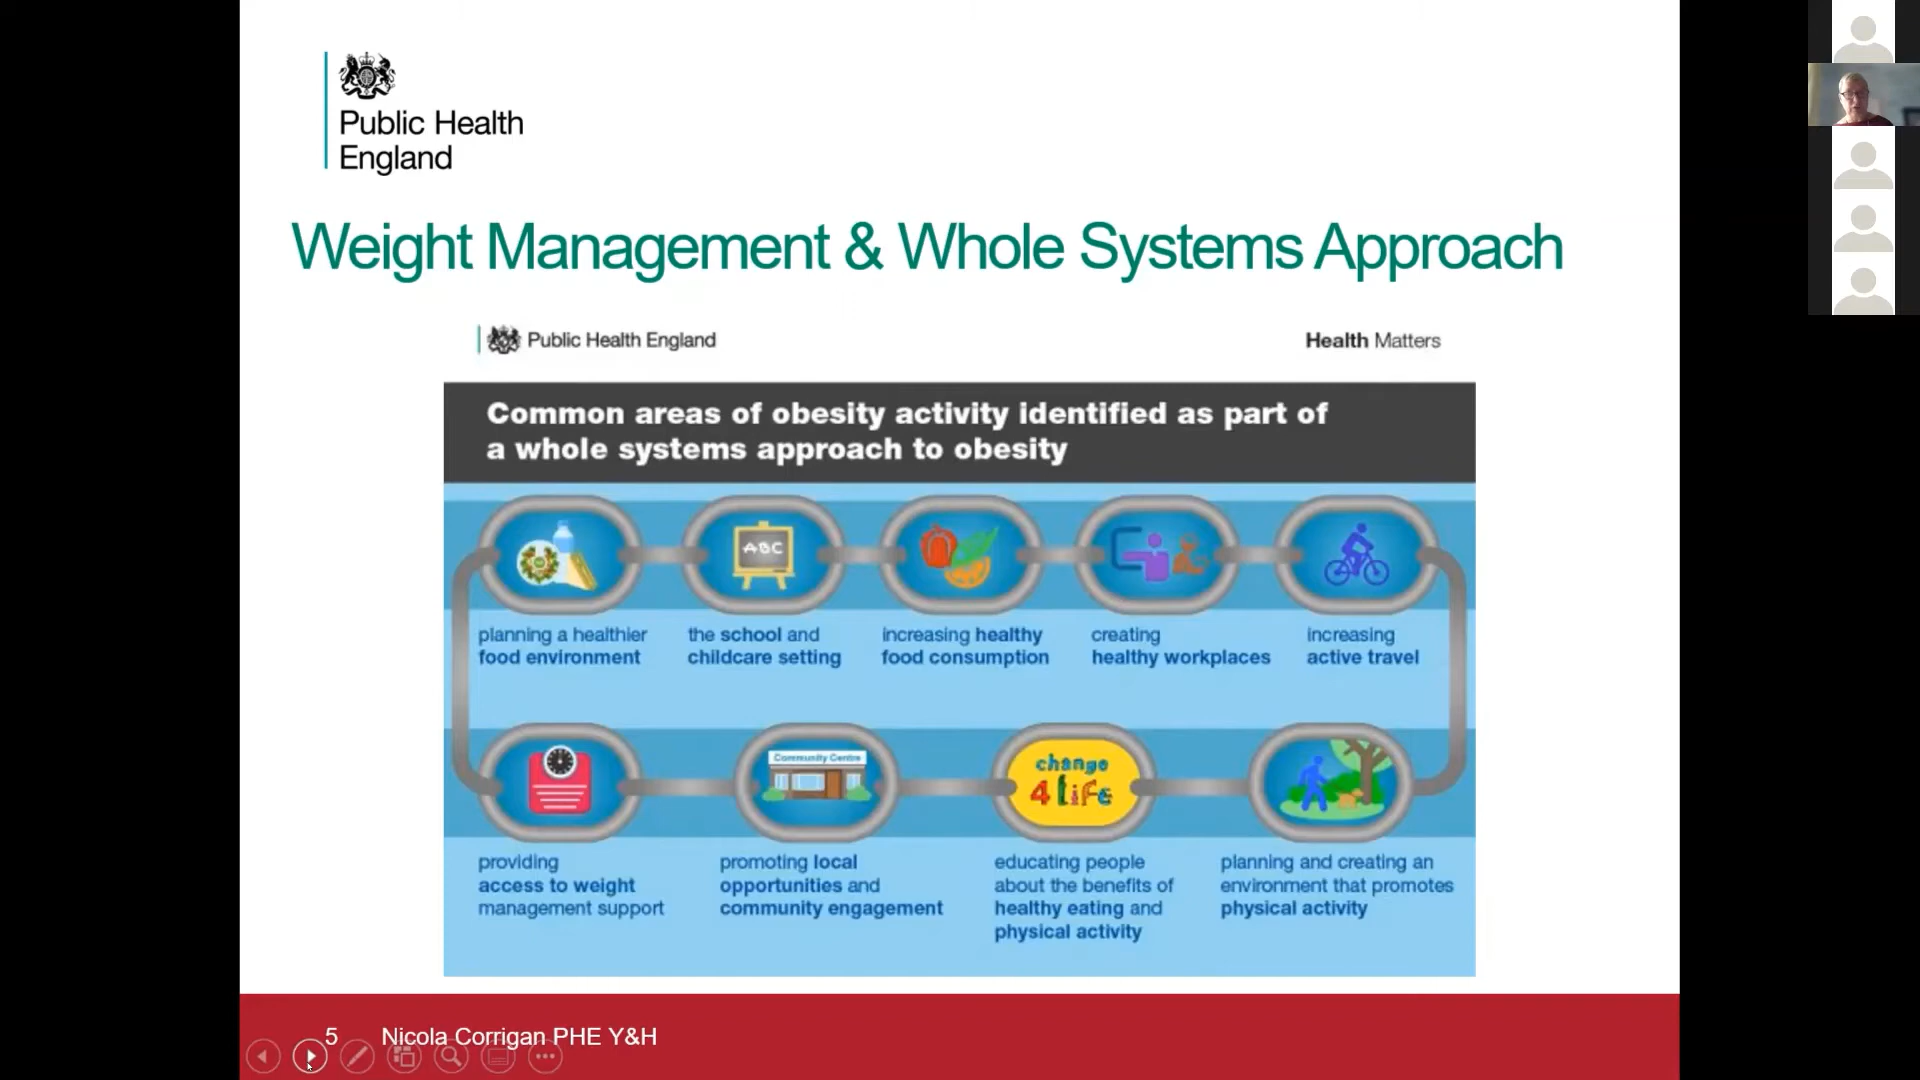 Public Health
England
Weight Management & Whole Systems Approach
Public Health England
Health Matters
Common areas of obesity activity identified as part of
a whole systems approach to obesity
ABC
planning a healthier
food environment
the school and
childcare setting
increasing healthy
food consumption
creating
healthy workplaces
increasing
active travel
Community Centre
change
4 Life
providing
access to weight
management support
promoting local
opportunities and
community engagement
educating people
about the benefits of
healthy eating and
physical activity
planning and creating an
environment that promotes
physical activity
5 Nicola Corrigan PHE Y&H